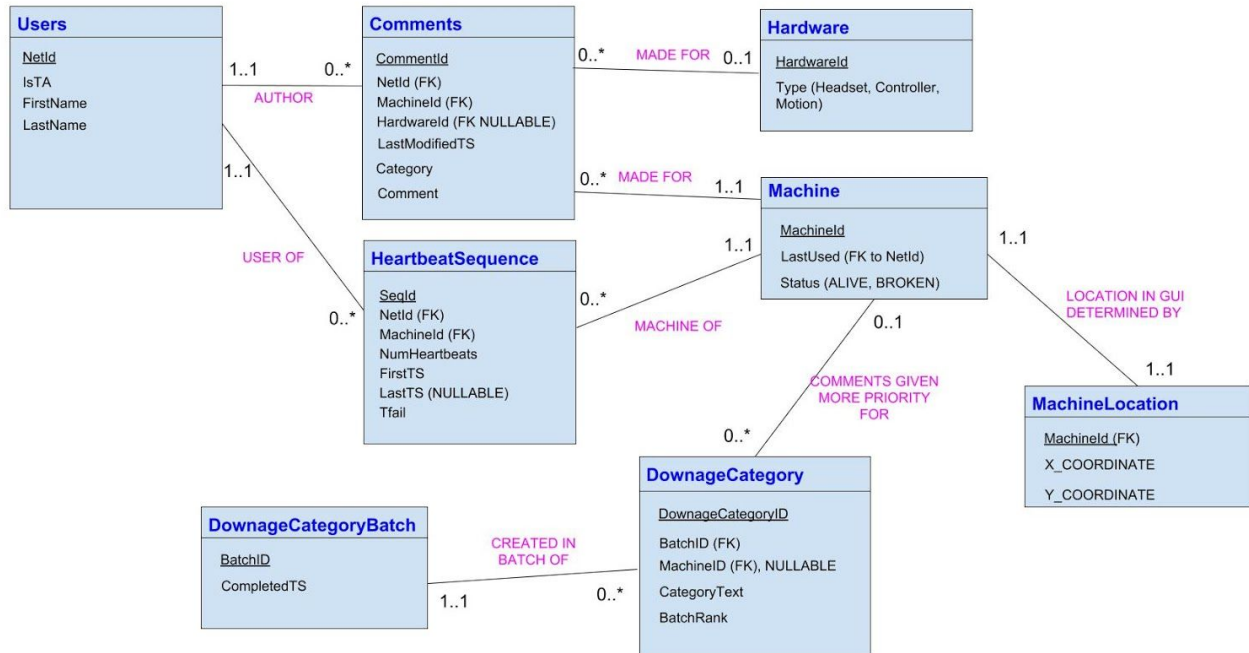 Users
NetId
IsTA
FirstName
LastName
1..1
0..*
AUTHOR
1..1
USER OF
0..*
Comments
CommentId
NetId (FK)
MachineId (FK)
HardwareId (FK NULLABLE)
LastModifiedTS
Category
Comment
0..*
MADE FOR
0..1
Hardware
HardwareId
Type (Headset, Controller,
Motion)
0..*
MADE FOR
1..1
Machine
MachineId
LastUsed (FK to NetId)
Status (ALIVE, BROKEN)
HeartbeatSequence
SeqId
NetId (FK)
MachineId (FK)
NumHeartbeats
FirstTS
LastTS (NULLABLE)
Tfail
1..1
0..*
MACHINE OF
1..1
LOCATION IN GUI
DETERMINED BY
1..1
MachineLocation
MachineId (FK)
X_COORDINATE
Y_COORDINATE
0..1
COMMENTS GIVEN
MORE PRIORITY
FOR
0..*
DownageCategory
DownageCategoryID
BatchID (FK)
MachineID (FK), NULLABLE
CategoryText
BatchRank
DownageCategoryBatch
BatchID
CompletedTS
CREATED IN
BATCH OF
1..1
0..*